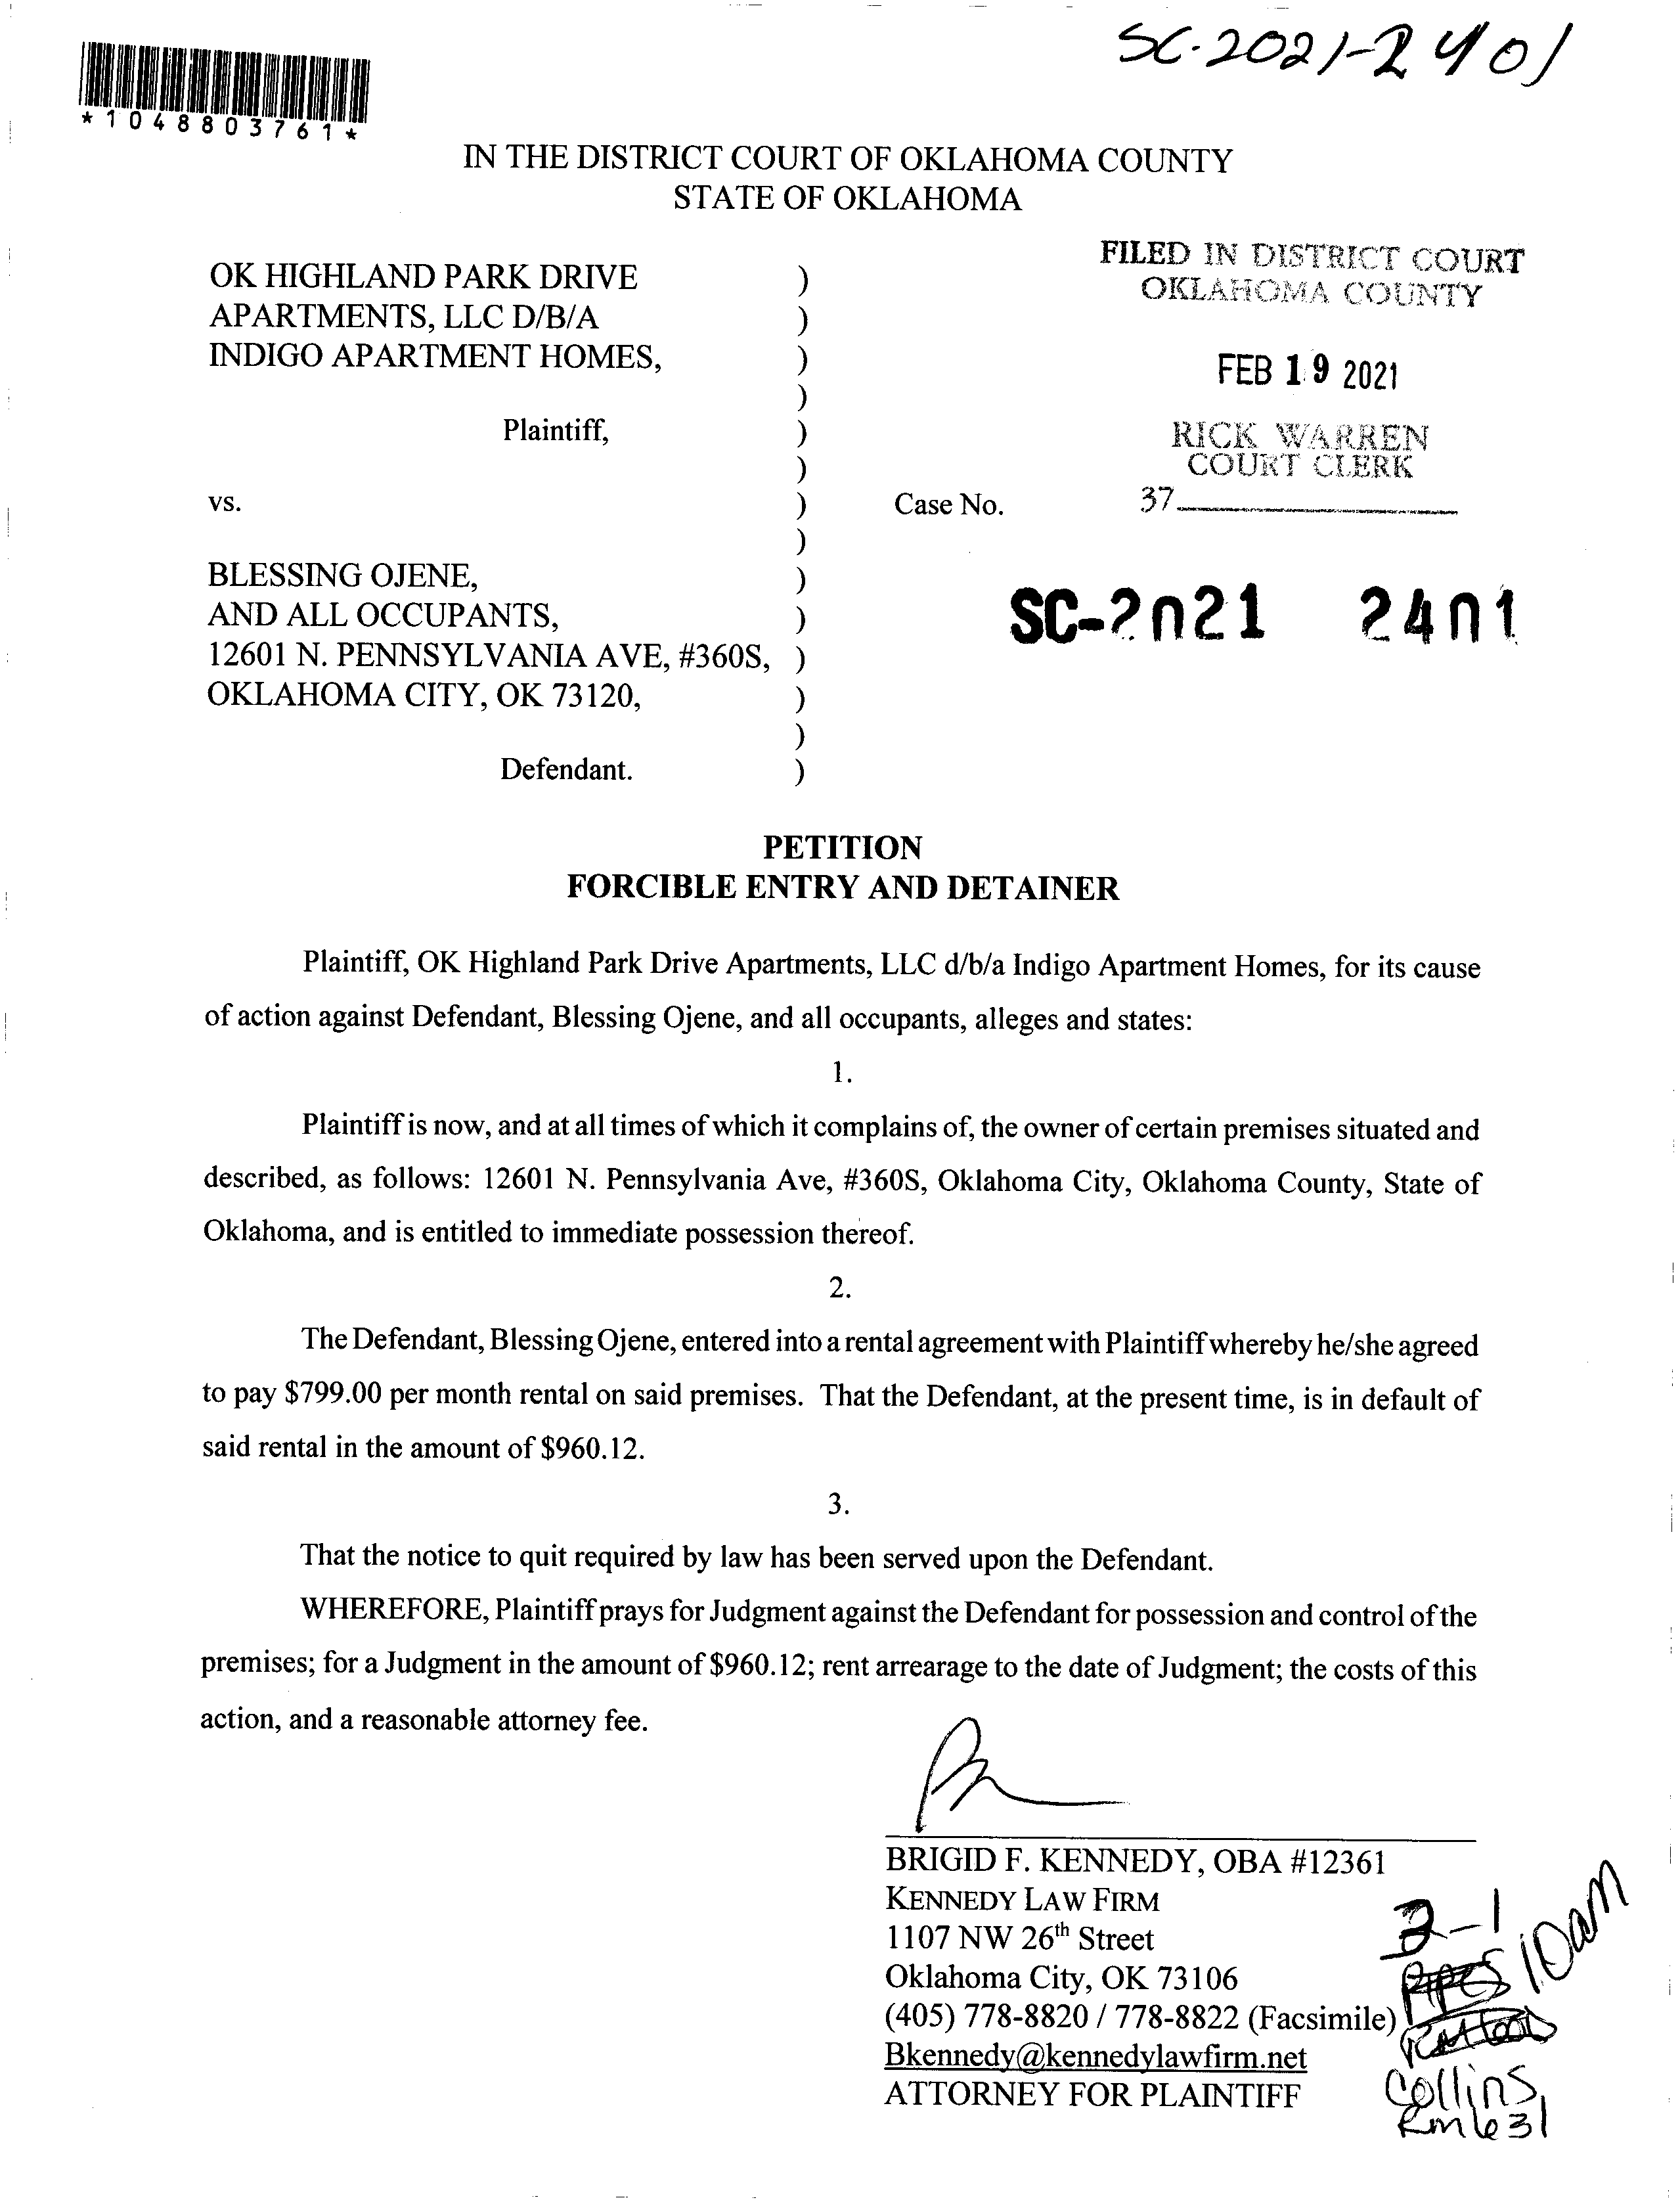 SC-2021-2401
*1048803761*
IN THE DISTRICT COURT OF OKLAHOMA COUNTY
STATE OF OKLAHOMA
FILED IN DISTRICT COURT
OKLAHOMA COUNTY
FEB 19 2021
RICK WARREN
COURT CLERK
37
OK HIGHLAND PARK DRIVE )
APARTMENTS, LLC D/B/A )
INDIGO APARTMENT HOMES, )
)
Plaintiff, )
)
vs. ) Case No.
)
BLESSING OJENE, )
AND ALL OCCUPANTS, )
12601 N. PENNSYLVANIA AVE, #360S, )
OKLAHOMA CITY, OK 73120, )
)
Defendant. )
SC-2021 2401
PETITION
FORCIBLE ENTRY AND DETAINER
Plaintiff, OK Highland Park Drive Apartments, LLC d/b/a Indigo Apartment Homes, for its cause
of action against Defendant, Blessing Ojene, and all occupants, alleges and states:
1.
Plaintiff is now, and at all times of which it complains of, the owner of certain premises situated and
described, as follows: 12601 N. Pennsylvania Ave, #360S, Oklahoma City, Oklahoma County, State of
Oklahoma, and is entitled to immediate possession thereof.
2.
The Defendant, Blessing Ojene, entered into a rental agreement with Plaintiff whereby he/she agreed
to pay $799.00 per month rental on said premises. That the Defendant, at the present time, is in default of
said rental in the amount of $960.12.
3.
That the notice to quit required by law has been served upon the Defendant.
WHEREFORE, Plaintiff prays for Judgment against the Defendant for possession and control of the
premises; for a Judgment in the amount of $960.12; rent arrearage to the date of Judgment; the costs of this
action, and a reasonable attorney fee.
BRIGID F. KENNEDY, OBA #12361
KENNEDY LAW FIRM
1107 NW 26th Street
Oklahoma City, OK 73106
(405) 778-8820 / 778-8822 (Facsimile)
Bkennedy@kennedylawfirm.net
ATTORNEY FOR PLAINTIFF
3-1
10am
Collins,
Rm 631